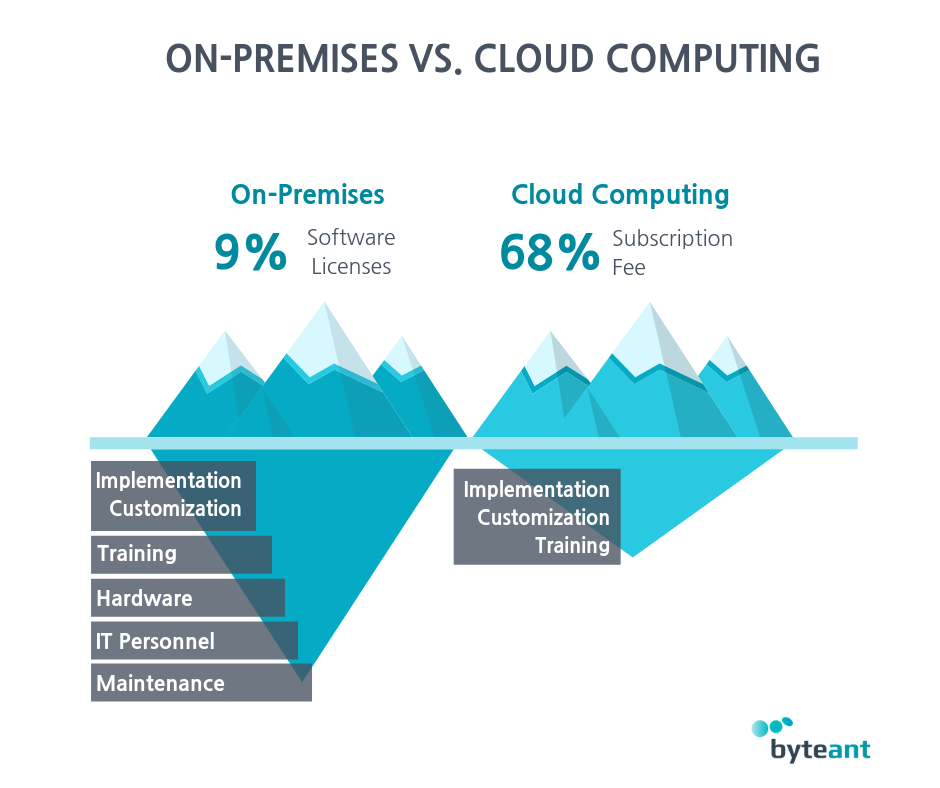 ON-PREMISES VS. CLOUD COMPUTING
On-Premises
9%
Software
Licenses
Cloud Computing
68%
Subscription
Fee
Implementation
Customization
Training
Hardware
IT Personnel
Maintenance
Implementation
Customization
Training
byteant